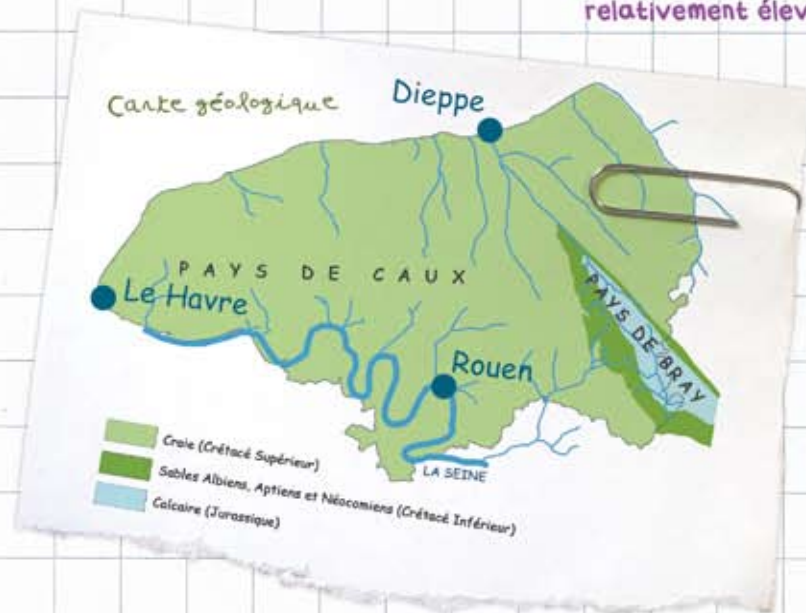 relativement élev
Carte géologique
Dieppe
PAYS DE CAUX
Le Havre
PAYS DE BRAY
Rouen
LA SEINE
Craie (Crétacé Supérieur)
Sables Albiens, Aptiens et Néocomiens (Crétacé Inférieur)
Calcaire (Jurassique)